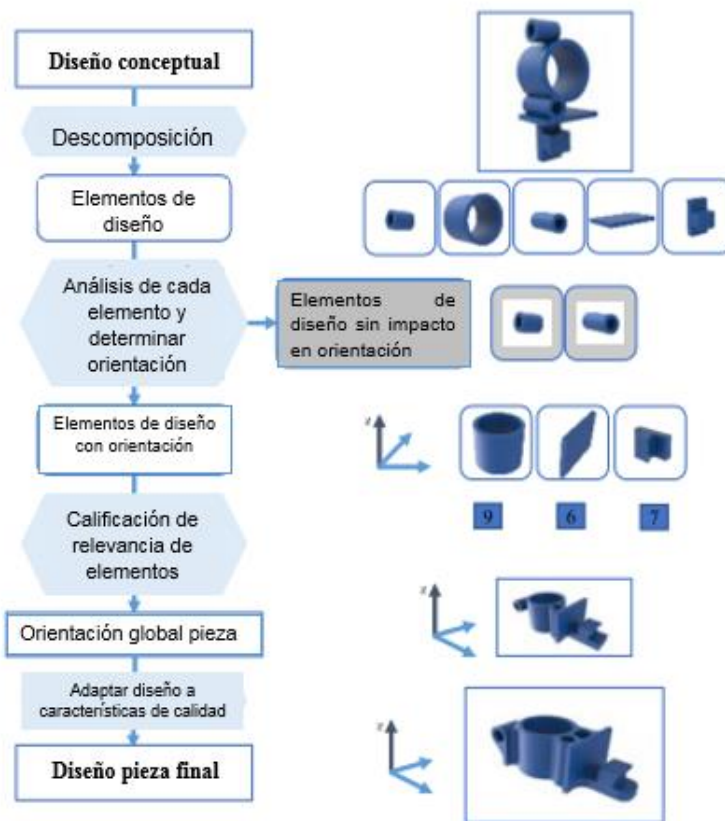 Diseño conceptual
Descomposición
Elementos de
diseño
Análisis de cada
elemento y
determinar
orientación
Elementos de
diseño sin impacto
en orientación
Elementos de diseño
con orientación
z
9
6
7
Calificación de
relevancia de
elementos
z
Orientación global pieza
Adaptar diseño a
características de calidad
z
Diseño pieza final